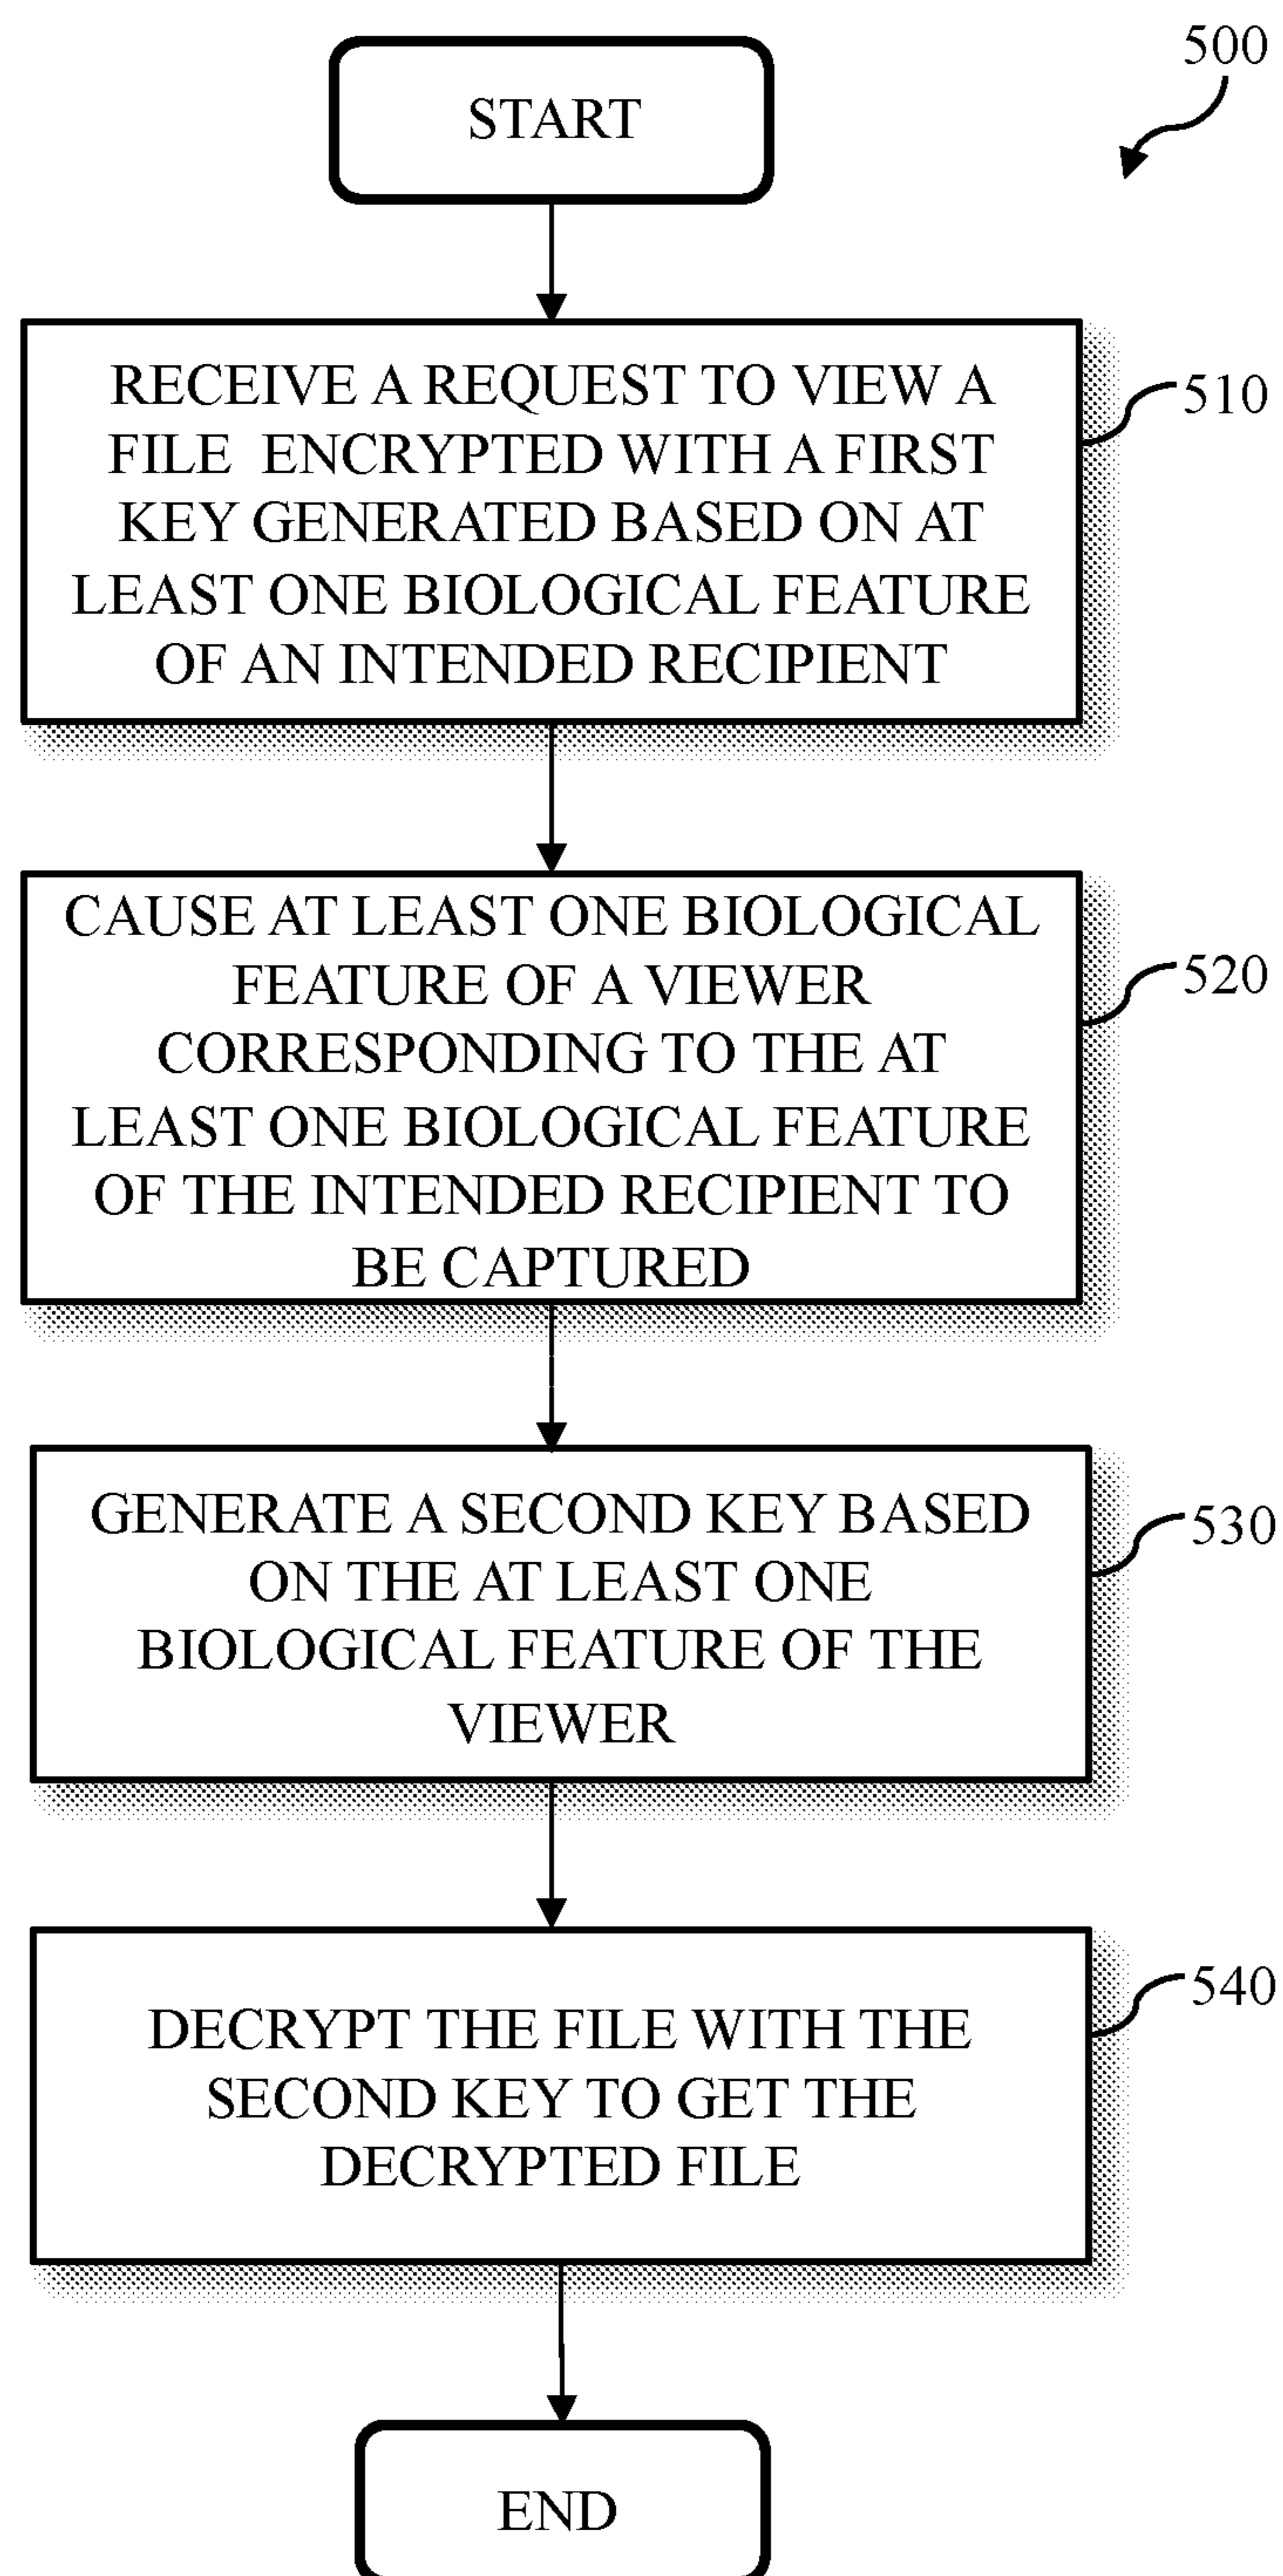 500
START
RECEIVE A REQUEST TO VIEW A
FILE ENCRYPTED WITH A FIRST
KEY GENERATED BASED ON AT
LEAST ONE BIOLOGICAL FEATURE
OF AN INTENDED RECIPIENT
510
CAUSE AT LEAST ONE BIOLOGICAL
FEATURE OF A VIEWER
CORRESPONDING TO THE AT
LEAST ONE BIOLOGICAL FEATURE
OF THE INTENDED RECIPIENT TO
BE CAPTURED
520
GENERATE A SECOND KEY BASED
ON THE AT LEAST ONE
BIOLOGICAL FEATURE OF THE
VIEWER
530
DECRYPT THE FILE WITH THE
SECOND KEY TO GET THE
DECRYPTED FILE
540
END